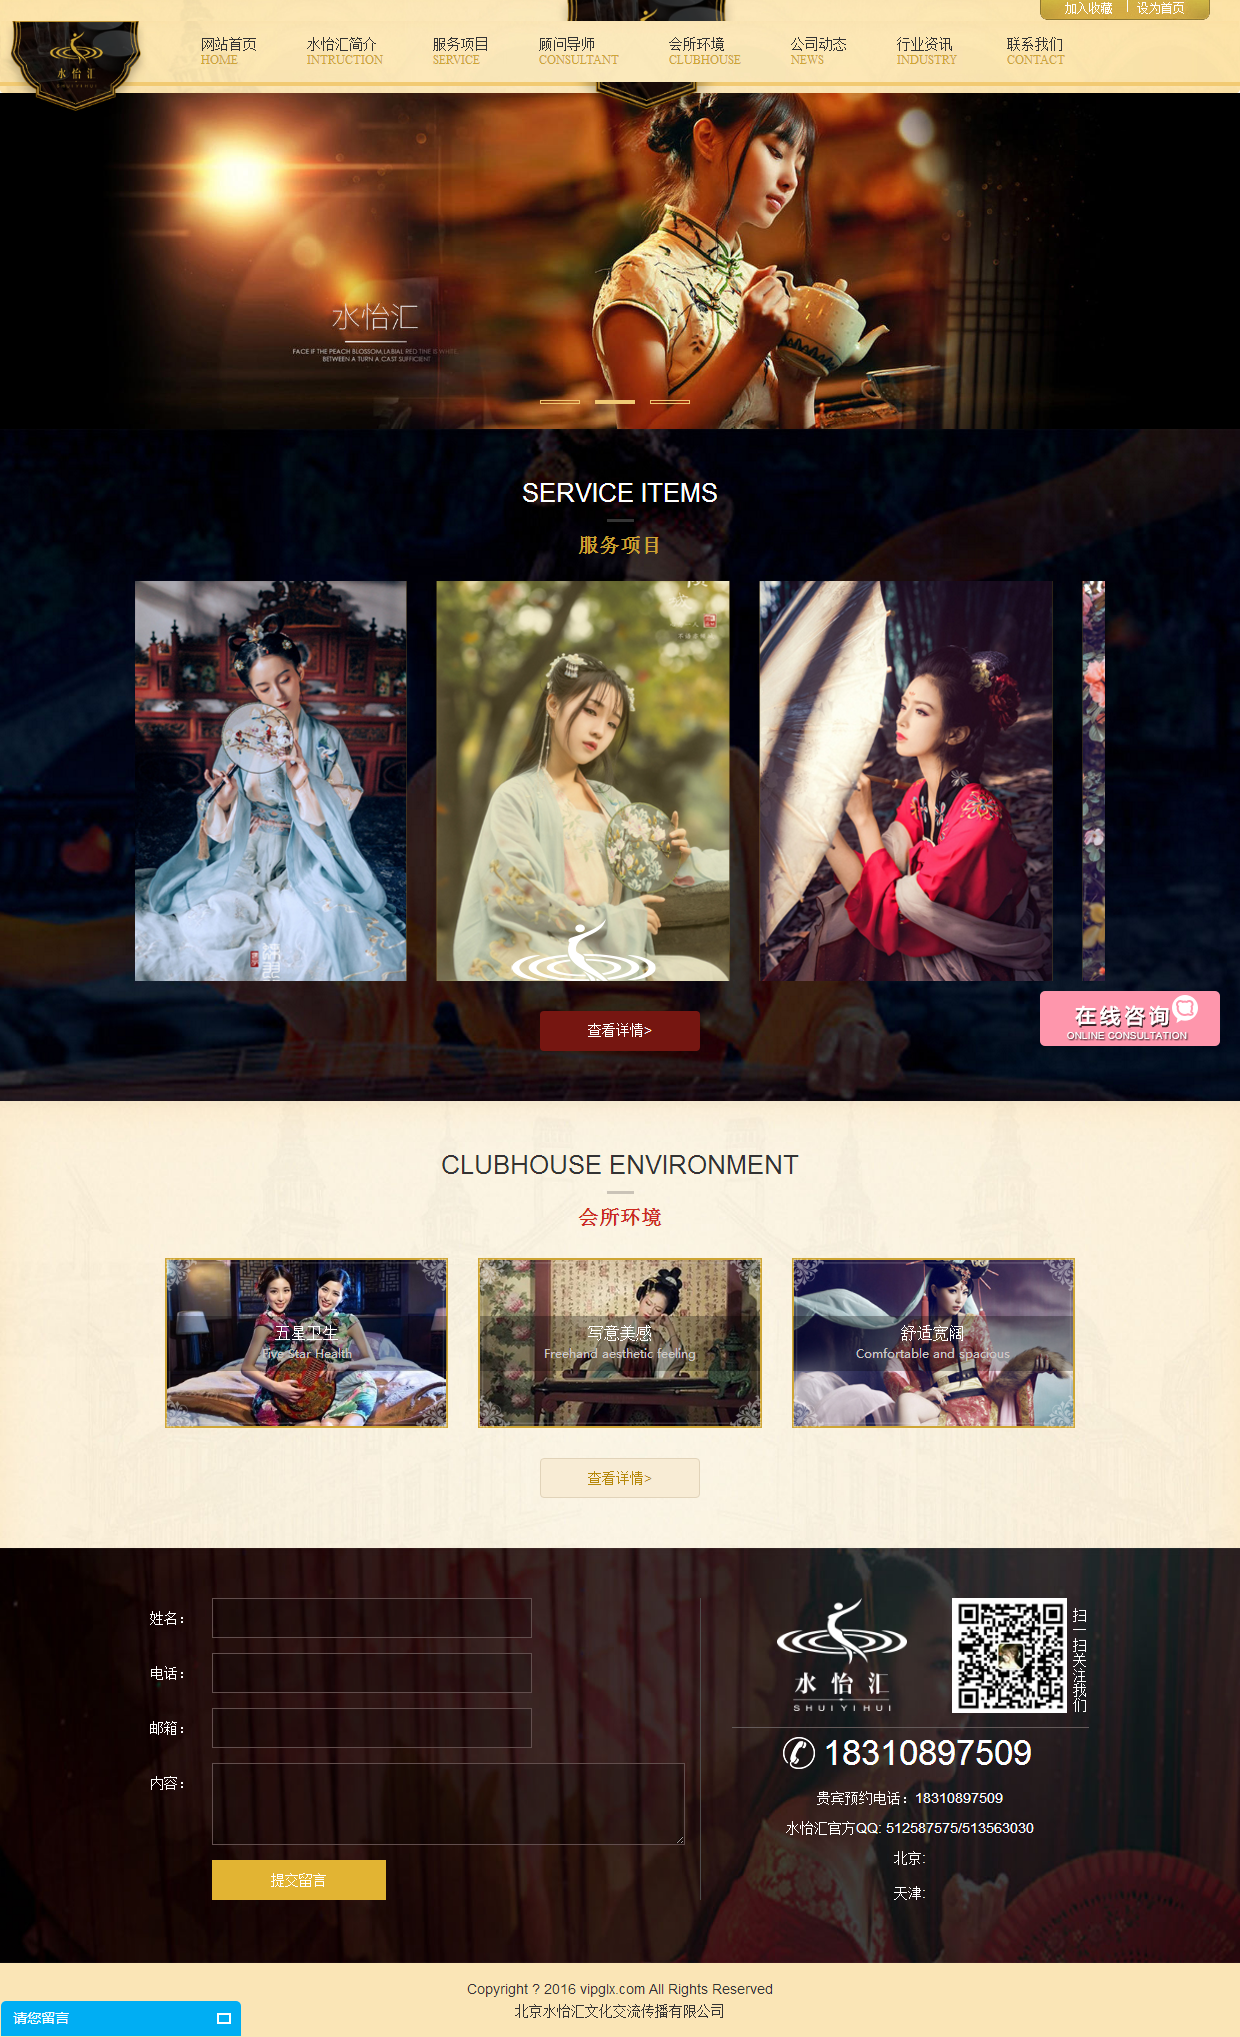 加入收藏 设为首页
水怡汇
网站首页 水怡汇简介 服务项目 顾问导师 会所环境 公司动态 行业资讯 联系我们
HOME INTRUCTION SERVICE CONSULTANT CLUBHOUSE NEWS INDUSTRY CONTACT
水怡汇
FACE IF THE PEACH BLOSSOM,LABIAL RED TINE IS WHITE,
BETWEEN A TURN A CAST SUFFICIENT
SERVICE ITEMS
服务项目
查看详情>
在线咨询
ONLINE CONSULTATION
CLUBHOUSE ENVIRONMENT
会所环境
五星卫生
Five Star Health
写意美感
Freehand aesthetic feeling
舒适宽阔
Comfortable and spacious
查看详情>
姓名：
电话：
邮箱：
内容：
提交留言
水怡汇
SHUIYIHUI
扫一扫关注我们
18310897509
贵宾预约电话：18310897509
水怡汇官方QQ: 512587575/513563030
北京:
天津:
Copyright ? 2016 vipglx.com All Rights Reserved
北京水怡汇文化交流传播有限公司
请您留言